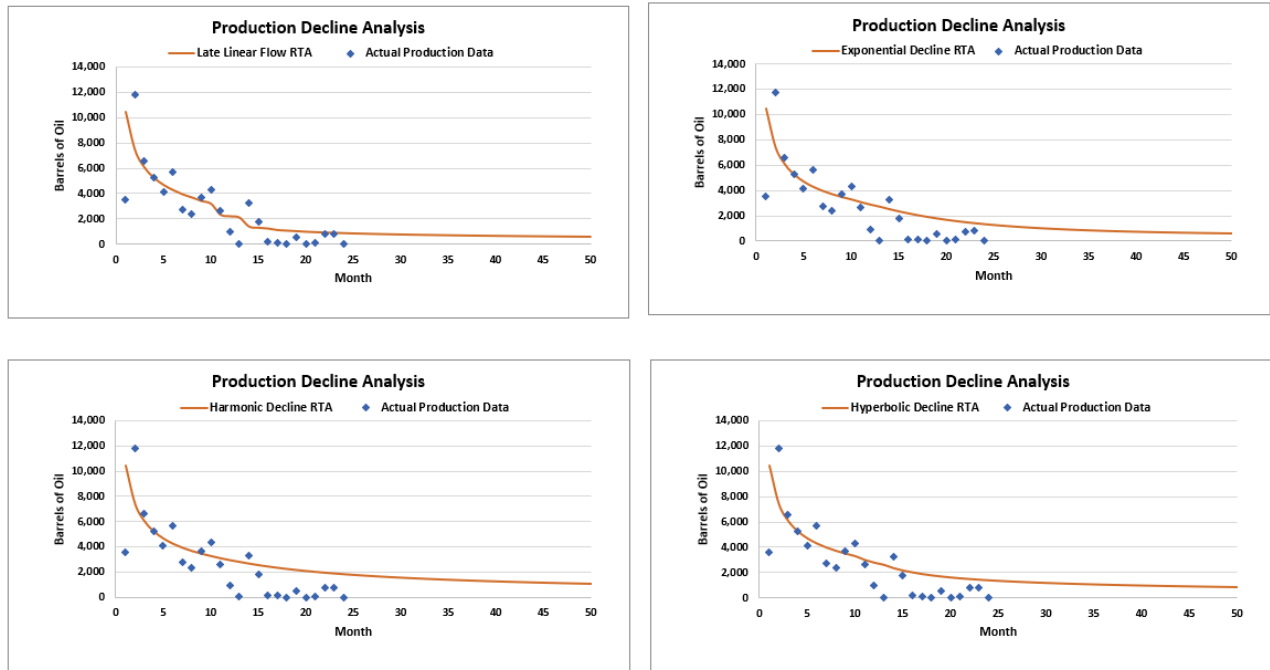 Production Decline Analysis
Late Linear Flow RTA Actual Production Data
14,000
12,000
10,000
8,000
6,000
4,000
2,000
0
Barrels of Oil
0 5 10 15 20 25 30 35 40 45 50
Month
Production Decline Analysis
Exponential Decline RTA Actual Production Data
14,000
12,000
10,000
8,000
6,000
4,000
2,000
0
Barrels of Oil
0 5 10 15 20 25 30 35 40 45 50
Month
Production Decline Analysis
Harmonic Decline RTA Actual Production Data
14,000
12,000
10,000
8,000
6,000
4,000
2,000
0
Barrels of Oil
0 5 10 15 20 25 30 35 40 45 50
Month
Production Decline Analysis
Hyperbolic Decline RTA Actual Production Data
14,000
12,000
10,000
8,000
6,000
4,000
2,000
0
Barrels of Oil
0 5 10 15 20 25 30 35 40 45 50
Month